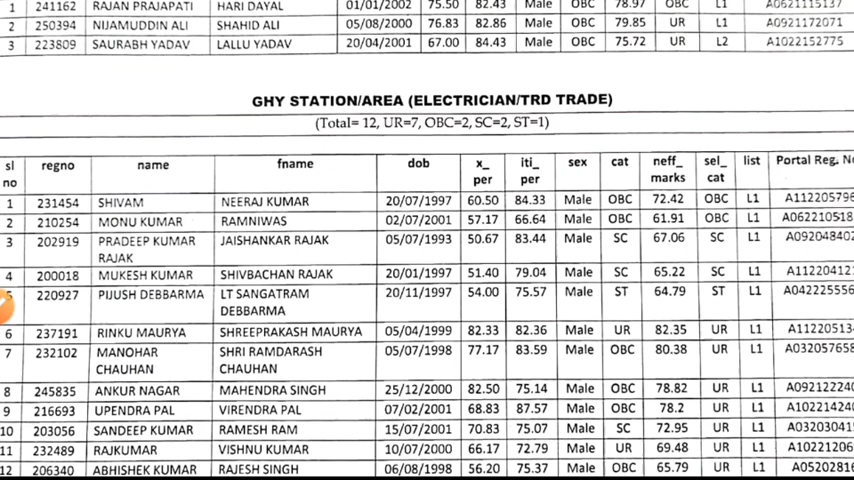 1 241162 RAJAN PRAJAPATI HARI DAYAL 01/01/2002 75.50 82.43 Male OBC 78.97 OBC L1 A0621115137
2 250394 NIJAMUDDIN ALI SHAHID ALI 05/08/2000 76.83 82.86 Male OBC 79.85 UR L1 A0921172071
3 223809 SAURABH YADAV LALLU YADAV 20/04/2001 67.00 84.43 Male OBC 75.72 UR L2 A1022152775
GHY STATION/AREA (ELECTRICIAN/TRD TRADE)
(Total= 12, UR=7, OBC=2, SC=2, ST=1)
sl no regno name fname dob x_ per iti_ per sex cat neff_ marks sel_ cat list Portal Reg. No
1 231454 SHIVAM NEERAJ KUMAR 20/07/1997 60.50 84.33 Male OBC 72.42 OBC L1 A112205796
2 210254 MONU KUMAR RAMNIWAS 02/07/2001 57.17 66.64 Male OBC 61.91 OBC L1 A062210518
3 202919 PRADEEP KUMAR JAISHANKAR RAJAK 05/07/1993 50.67 83.44 Male SC 67.06 SC L1 A092048402
RAJAK
4 200018 MUKESH KUMAR SHIVBACHAN RAJAK 20/01/1997 51.40 79.04 Male SC 65.22 SC L1 A112204121
5 220927 PIJUSH DEBBARMA LT SANGATRAM 20/11/1997 54.00 75.57 Male ST 64.79 ST L1 A042225556
DEBBARMA
6 237191 RINKU MAURYA SHREEPRAKASH MAURYA 05/04/1999 82.33 82.36 Male UR 82.35 UR L1 A112205134
7 232102 MANOHAR SHRI RAMDARASH 05/07/1998 77.17 83.59 Male OBC 80.38 UR L1 A032057658
CHAUHAN CHAUHAN
8 245835 ANKUR NAGAR MAHENDRA SINGH 25/12/2000 82.50 75.14 Male OBC 78.82 UR L1 A092122240
9 216693 UPENDRA PAL VIRENDRA PAL 07/02/2001 68.83 87.57 Male OBC 78.2 UR L1 A102214240
10 203056 SANDEEP KUMAR RAMESH RAM 15/07/2001 70.83 75.07 Male SC 72.95 UR L1 A032030419
11 232489 RAJKUMAR VISHNU KUMAR 10/07/2000 66.17 72.79 Male UR 69.48 UR L1 A10221206
12 206340 ABHISHEK KUMAR RAJESH SINGH 06/08/1998 56.20 75.37 Male OBC 65.79 UR L1 A05202816